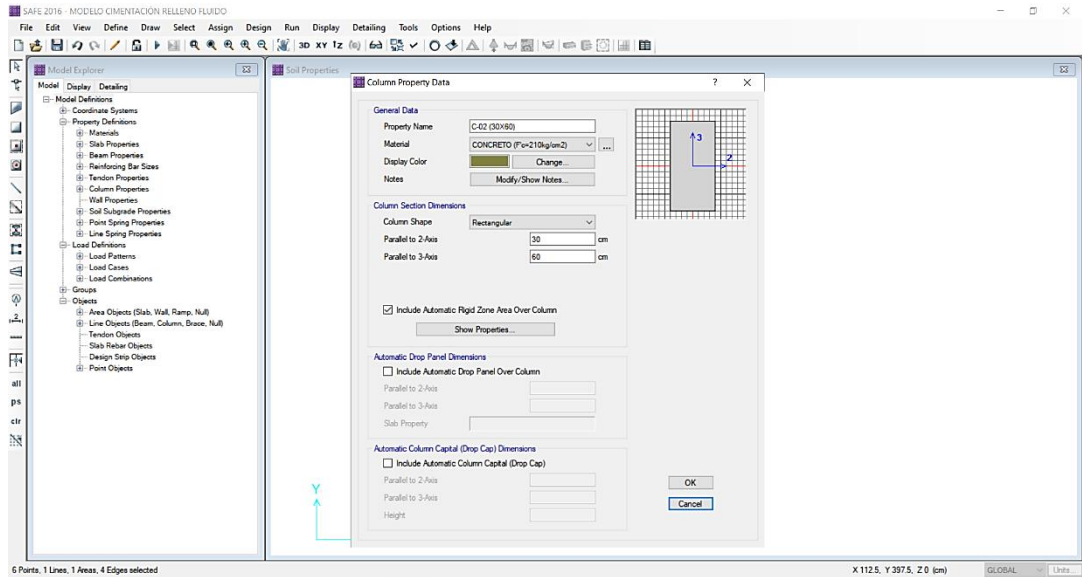 SAFE 2016 - MODELO CIMENTACIÓN RELLENO FLUIDO
File Edit View Define Draw Select Assign Design Run Display Detailing Tools Options Help
3D XY 1Z
Model Explorer
Model Display Detailing
Model Definitions
Coordinate Systems
Property Definitions
Materials
Slab Properties
Beam Properties
Reinforcing Bar Sizes
Tendon Properties
Column Properties
Wall Properties
Soil Subgrade Properties
Point Spring Properties
Line Spring Properties
Load Definitions
Load Patterns
Load Cases
Load Combinations
Groups
Objects
Area Objects (Slab, Wall, Ramp, Null)
Line Objects (Beam, Column, Brace, Null)
Tendon Objects
Slab Rebar Objects
Design Strip Objects
Point Objects
all
ps
clr
Soil Properties
Y
Column Property Data ?
General Data
Property Name C-02 (30X60)
Material CONCRETO (F'c=210kg/cm2) ...
Display Color Change...
Notes Modify/Show Notes...
3
2
Column Section Dimensions
Column Shape Rectangular
Parallel to 2-Axis 30 cm
Parallel to 3-Axis 60 cm
Include Automatic Rigid Zone Area Over Column
Show Properties...
Automatic Drop Panel Dimensions
Include Automatic Drop Panel Over Column
Parallel to 2-Axis
Parallel to 3-Axis
Slab Property
Automatic Column Capital (Drop Cap) Dimensions
Include Automatic Column Capital (Drop Cap)
Parallel to 2-Axis
Parallel to 3-Axis
Height
OK
Cancel
6 Points, 1 Lines, 1 Areas, 4 Edges selected
X 112.5, Y 397.5, Z 0 (cm) GLOBAL Units...